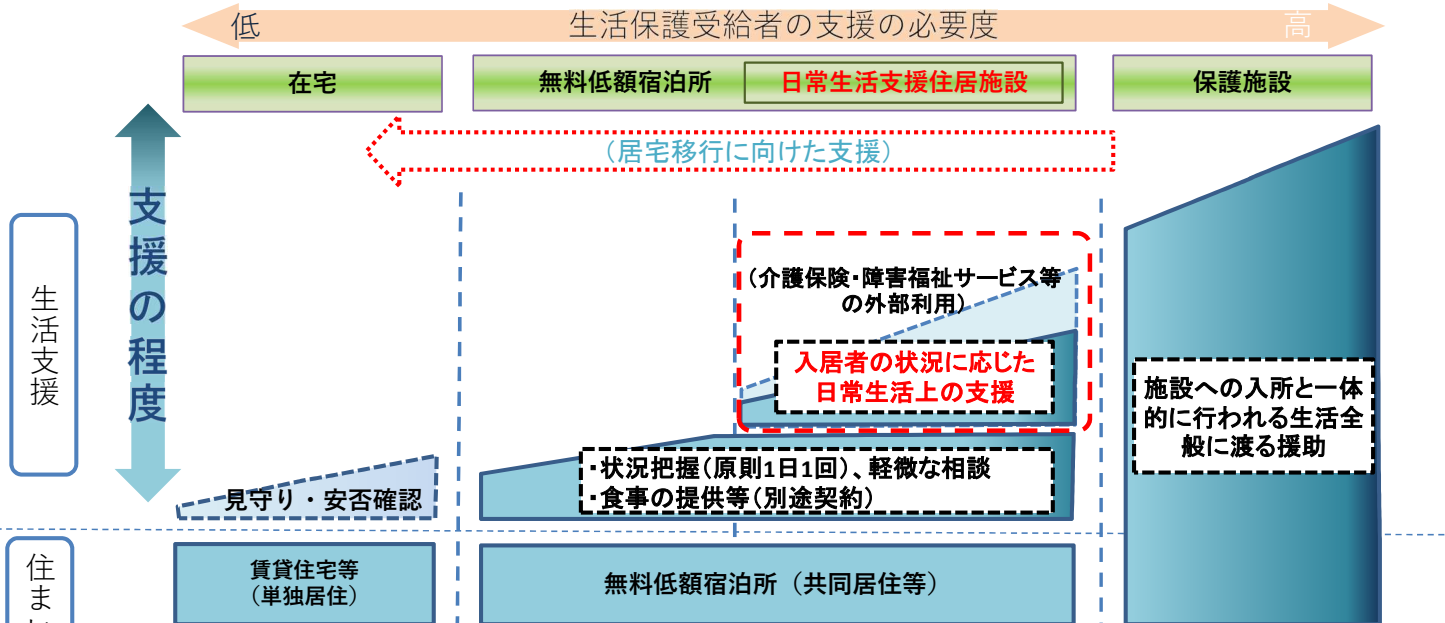 低
生活保護受給者の支援の必要度
高
在宅
無料低額宿泊所
日常生活支援住居施設
保護施設
（居宅移行に向けた支援）
支援の程度
生活支援
（介護保険・障害福祉サービス等
の外部利用）
入居者の状況に応じた
日常生活上の支援
施設への入所と一体
的に行われる生活全
般に渡る援助
・状況把握（原則1日1回）、軽微な相談
・食事の提供等（別途契約）
見守り・安否確認
住ま
賃貸住宅等
（単独居住）
無料低額宿泊所（共同居住等）